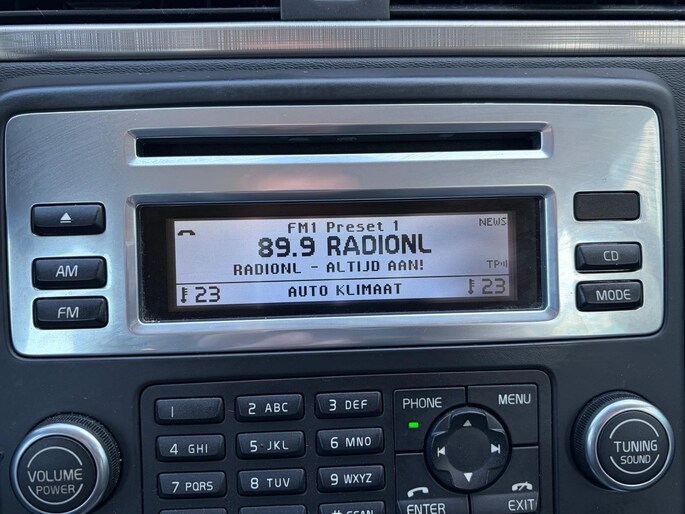 FM1 Preset 1
NEWS
89.9 RADIONL
RADIONL - ALTIJD AAN!
TP
23
AUTO KLIMAAT
23
AM
FM
CD
MODE
1
2 ABC
3 DEF
4 GHI
5 JKL
6 MNO
7 PQRS
8 TUV
9 WXYZ
PHONE
MENU
ENTER
EXIT
VOLUME
POWER
TUNING
SOUND